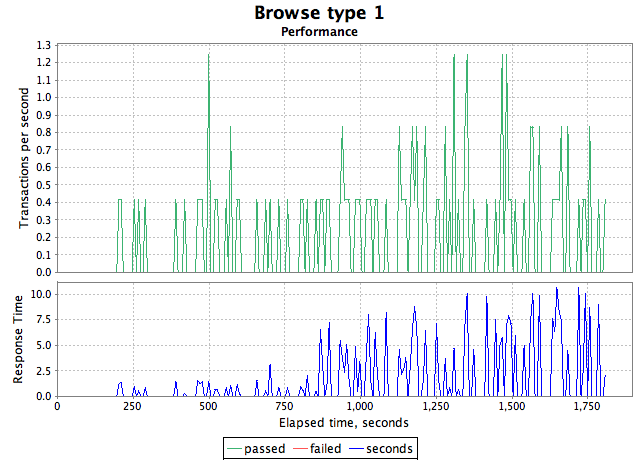 Browse type 1
Performance
Transactions per second
1.3
1.2
1.1
1.0
0.9
0.8
0.7
0.6
0.5
0.4
0.3
0.2
0.1
0.0
Response Time
10.0
7.5
5.0
2.5
0.0
0 250 500 750 1,000 1,250 1,500 1,750
Elapsed time, seconds
passed failed seconds